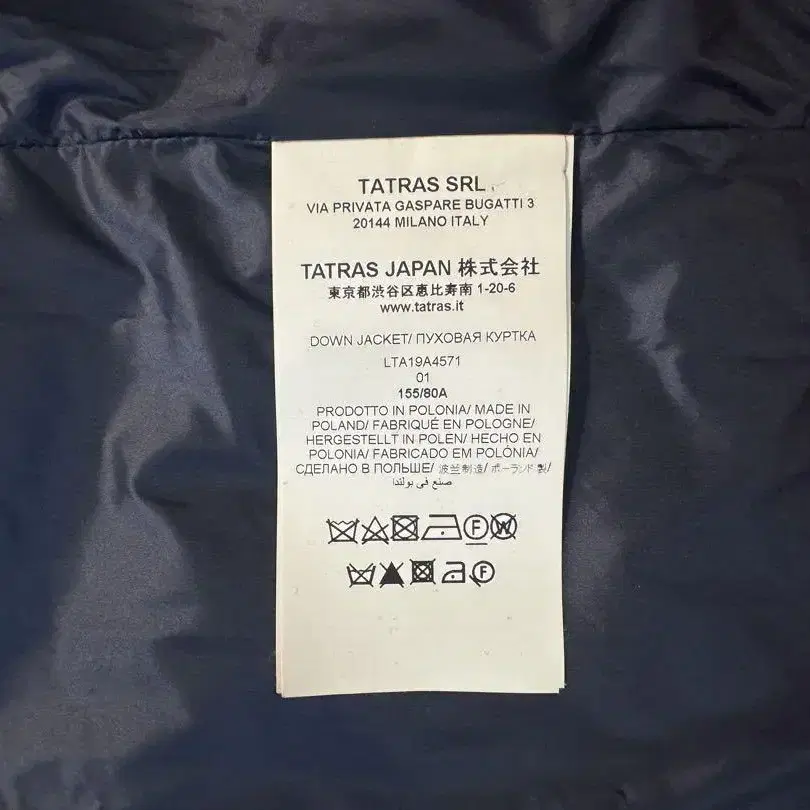 TATRAS SRL
VIA PRIVATA GASPARE BUGATTI 3
20144 MILANO ITALY
TATRAS JAPAN 株式会社
東京都渋谷区恵比寿南 1-20-6
www.tatras.it
DOWN JACKET/ ПУХОВАЯ КУРТКА
LTA19A4571
01
155/80A
PRODOTTO IN POLONIA/ MADE IN
POLAND/ FABRIQUÉ EN POLOGNE/
HERGESTELLT IN POLEN/ HECHO EN
POLONIA/ FABRICADO EM POLÓNIA/
СДЕЛАНО В ПОЛЬШЕ/ 波兰制造/ ポーランド製/
صنع في بولندا
F W
F